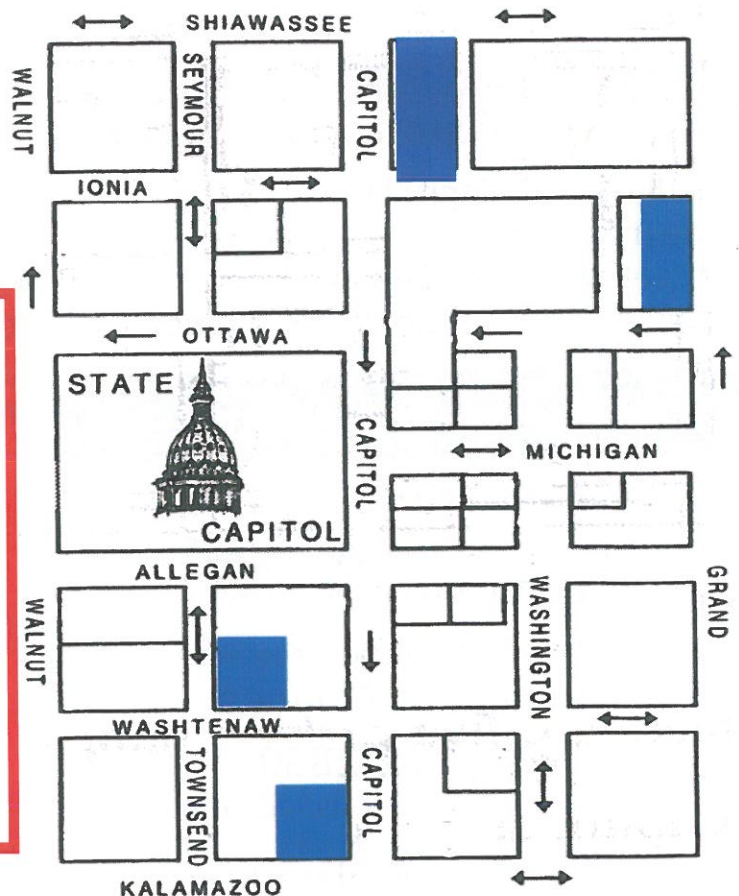 SHIAWASSEE
WALNUT
SEYMOUR
CAPITOL
IONIA
OTTAWA
STATE
CAPITOL
CAPITOL
MICHIGAN
ALLEGAN
WALNUT
WASHINGTON
GRAND
WASHTENAW
TOWNSEND
CAPITOL
KALAMAZOO